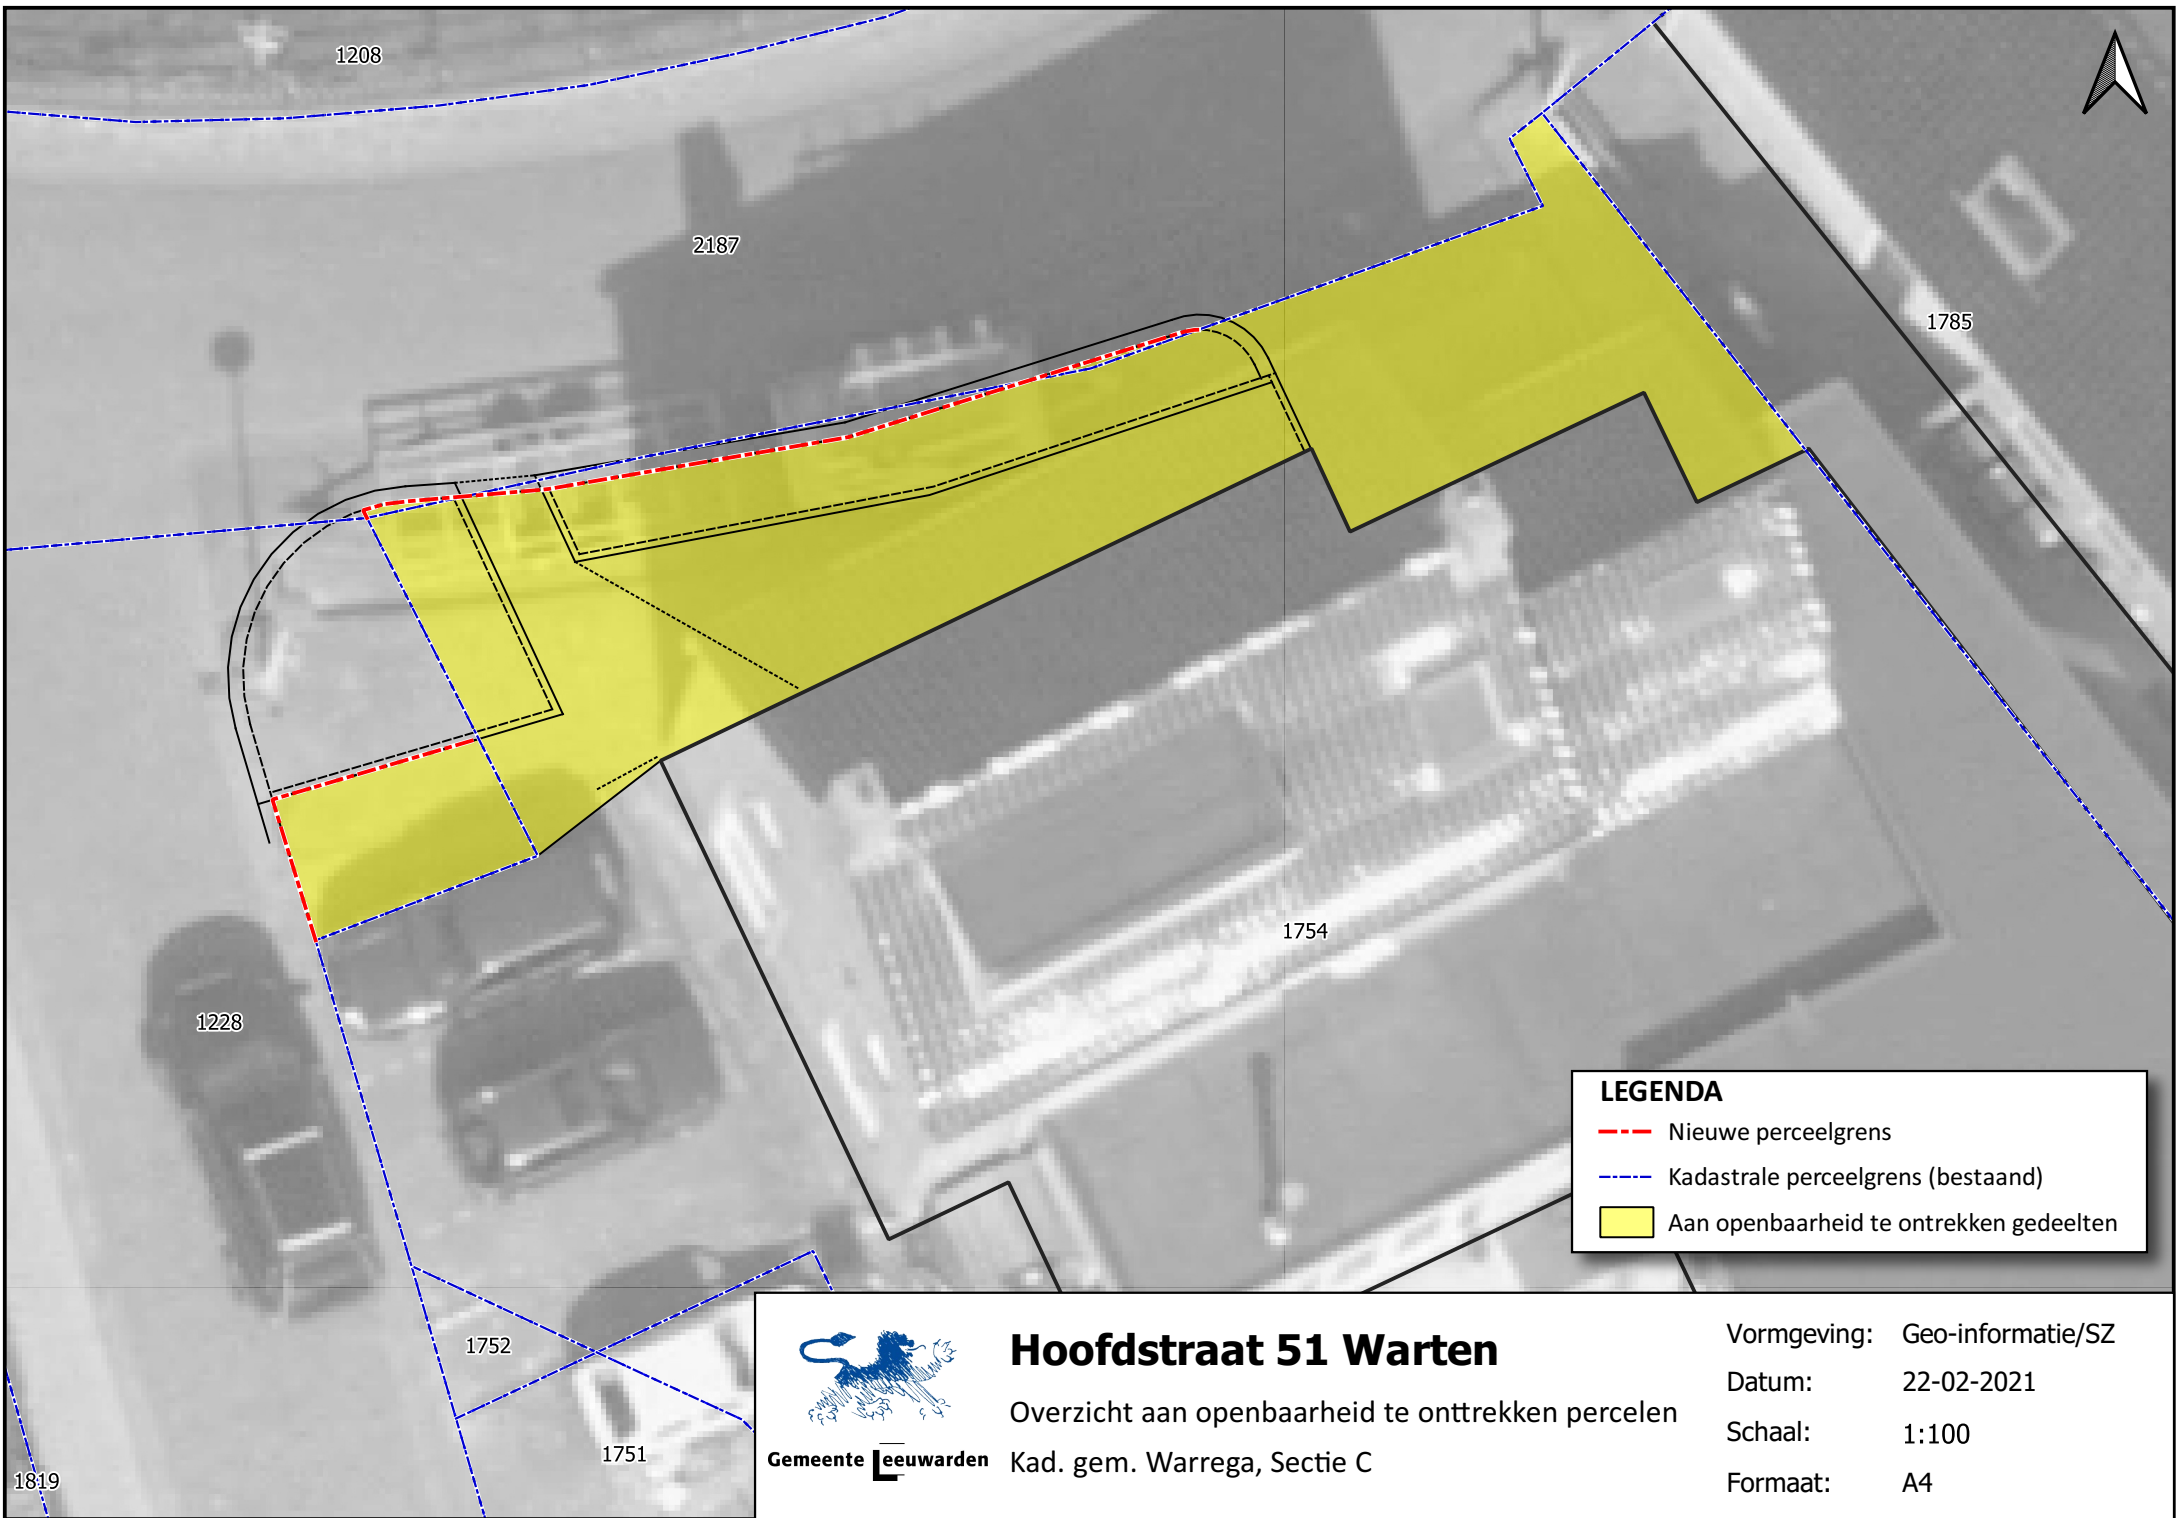 1208
2187
1785
1754
1228
1752
1751
1819
LEGENDA
Nieuwe perceelgrens
Kadastrale perceelgrens (bestaand)
Aan openbaarheid te ontrekken gedeelten
Gemeente Leeuwarden
Hoofdstraat 51 Warten
Overzicht aan openbaarheid te onttrekken percelen
Kad. gem. Warrega, Sectie C
Vormgeving: Geo-informatie/SZ
Datum: 22-02-2021
Schaal: 1:100
Formaat: A4